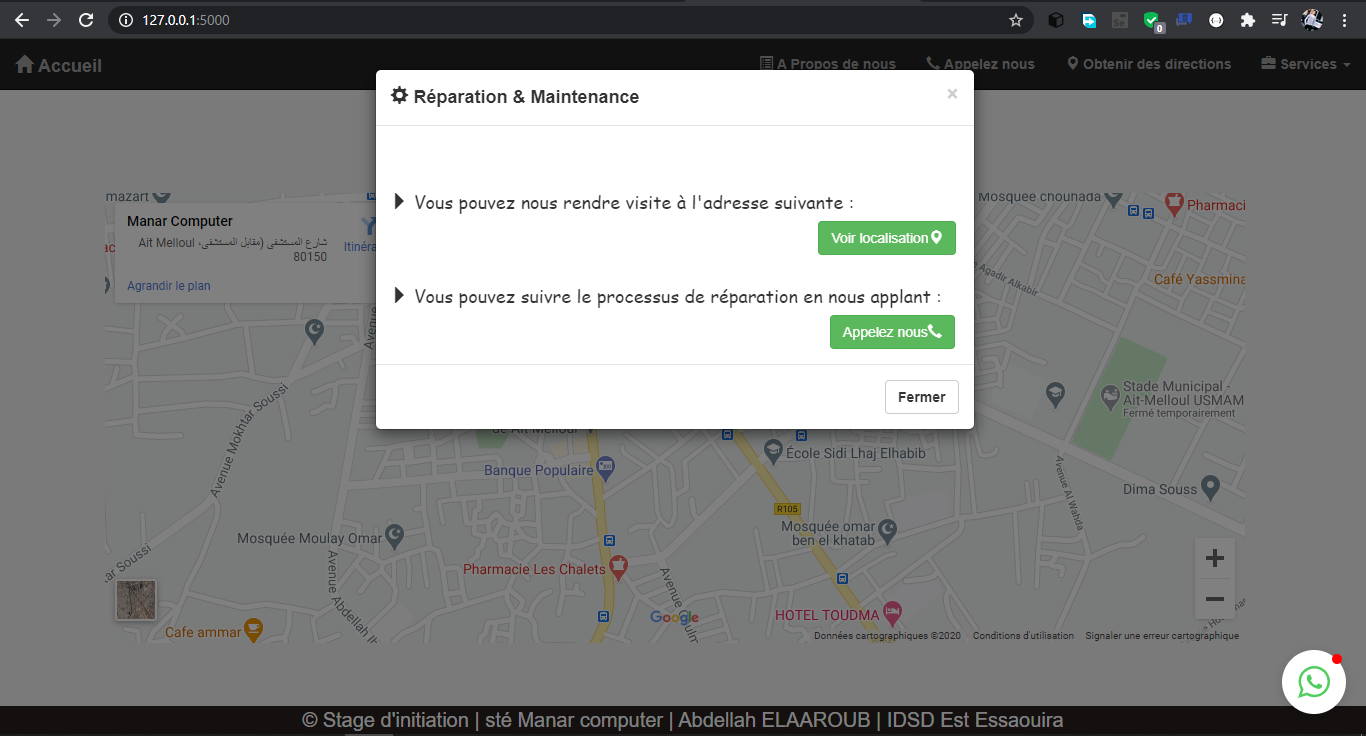 127.0.0.1:5000
0
Accueil
A Propos de nous
Appelez nous
Obtenir des directions
Services
Réparation & Maintenance
×
Vous pouvez nous rendre visite à l'adresse suivante :
Voir localisation
Vous pouvez suivre le processus de réparation en nous applant :
Appelez nous
Fermer
mazart
Manar Computer
شارع المستشفى (مقابل المستشفى، Ait Melloul
80150
Itinéra
Agrandir le plan
Mosquée chouhada
Pharmaci
Agadir Alkabir
Café Yassmina
Stade Municipal -
Ait-Melloul USMAM
Fermé temporairement
Avenue Mokhtar Soussi
de Ait Melloul
Banque Populaire
École Sidi Lhaj Elhabib
Dima Souss
Avenue Al Wahda
R105
Mosquée omar
ben el khatab
Mosquée Moulay Omar
Soussi
Pharmacie Les Chalets
Avenue Abdellah
Avenue
Cafe ammar
Google
HOTEL TOUDMA
+
−
Données cartographiques ©2020
Conditions d'utilisation
Signaler une erreur cartographique
© Stage d'initiation | sté Manar computer | Abdellah ELAAROUB | IDSD Est Essaouira